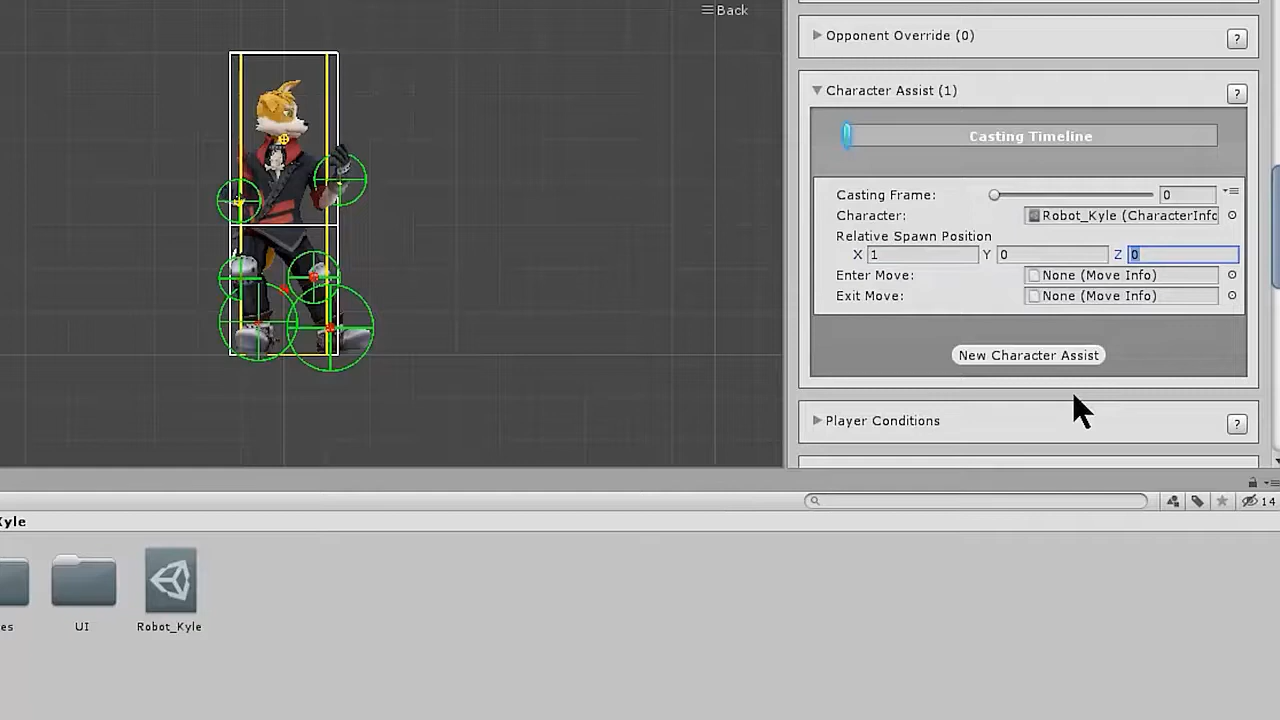 Back
Opponent Override (0)
?
Character Assist (1)
?
Casting Timeline
Casting Frame: 0
Character: Robot_Kyle (CharacterInfo
Relative Spawn Position
X 1 Y 0 Z 0
Enter Move: None (Move Info)
Exit Move: None (Move Info)
New Character Assist
Player Conditions
?
14
Kyle
es UI Robot_Kyle